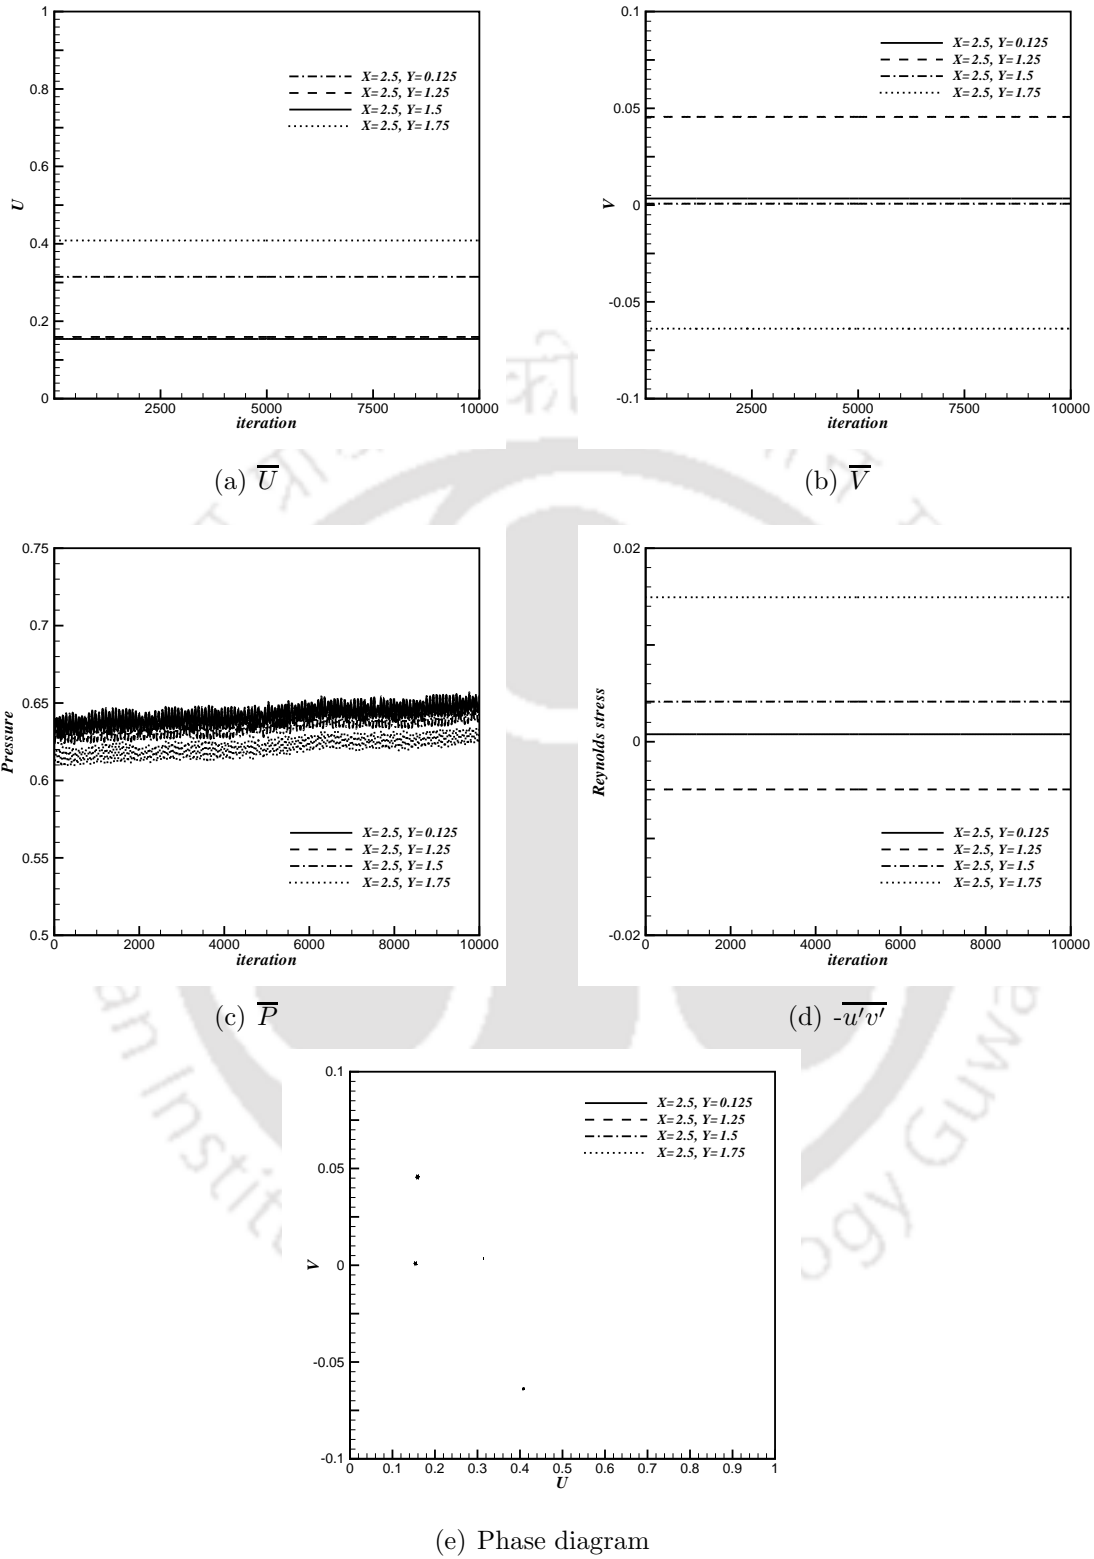 1
0.8
0.6
0.4
0.2
0
U
2500 5000 7500 10000
iteration
X=2.5, Y=0.125
X=2.5, Y=1.25
X=2.5, Y=1.5
X=2.5, Y=1.75
(a) U̅
0.1
0.05
0
-0.05
-0.1
V
2500 5000 7500 10000
iteration
X=2.5, Y=0.125
X=2.5, Y=1.25
X=2.5, Y=1.5
X=2.5, Y=1.75
(b) V̅
0.75
0.7
0.65
0.6
0.55
0.5
Pressure
0 2000 4000 6000 8000 10000
iteration
X=2.5, Y=0.125
X=2.5, Y=1.25
X=2.5, Y=1.5
X=2.5, Y=1.75
(c) P̅
0.02
0
-0.02
Reynolds stress
0 2000 4000 6000 8000 10000
iteration
X=2.5, Y=0.125
X=2.5, Y=1.25
X=2.5, Y=1.5
X=2.5, Y=1.75
(d) -u̅'̅v̅'̅
0.1
0.05
0
-0.05
-0.1
V
0 0.1 0.2 0.3 0.4 0.5 0.6 0.7 0.8 0.9 1
U
X=2.5, Y=0.125
X=2.5, Y=1.25
X=2.5, Y=1.5
X=2.5, Y=1.75
(e) Phase diagram